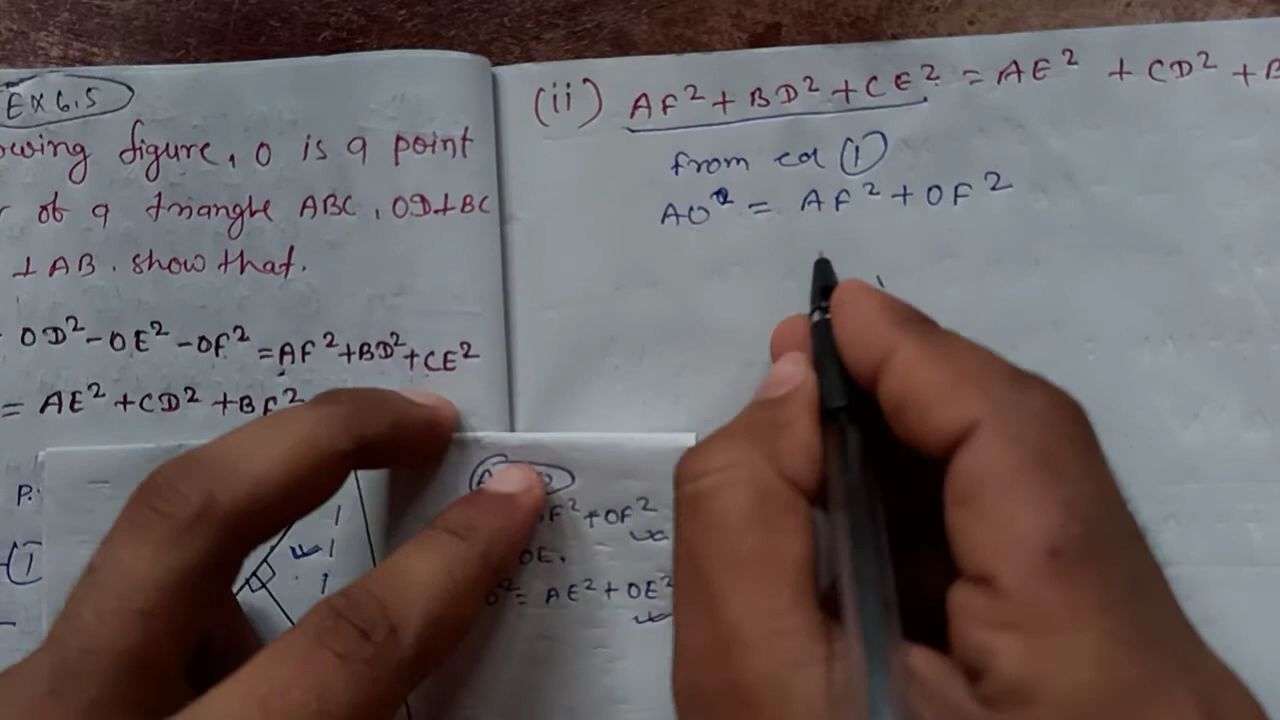 EX 6.5
owing figure, O is a point
of a triangle ABC, OD⊥BC
⊥AB. show that.
OD²-OE²-OF²=AF²+BD²+CE²
= AE²+CD²+BF²
P.
(1)
F²+OF²
OE.
O²= AE²+OE²
(ii) AF²+BD²+CE² = AE² +CD²+B
from eq (1)
AO² = AF²+OF²